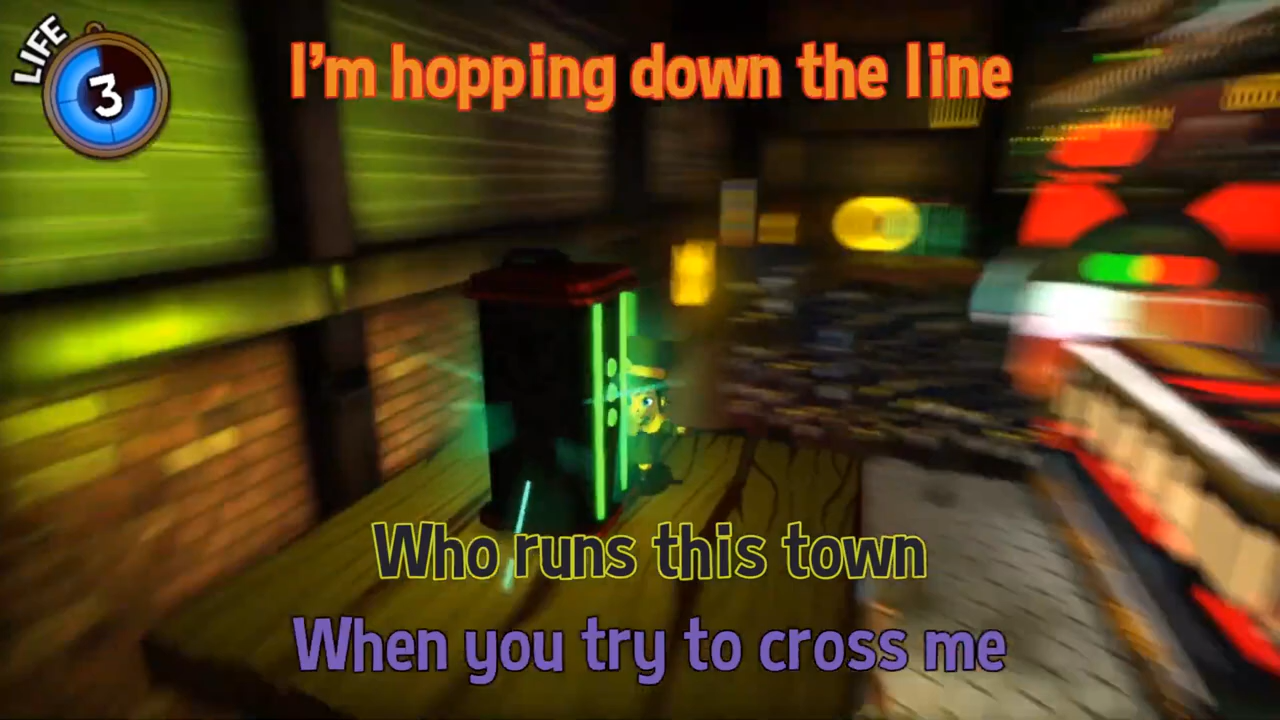 LIFE
3
I'm hopping down the line
Who runs this town
When you try to cross me